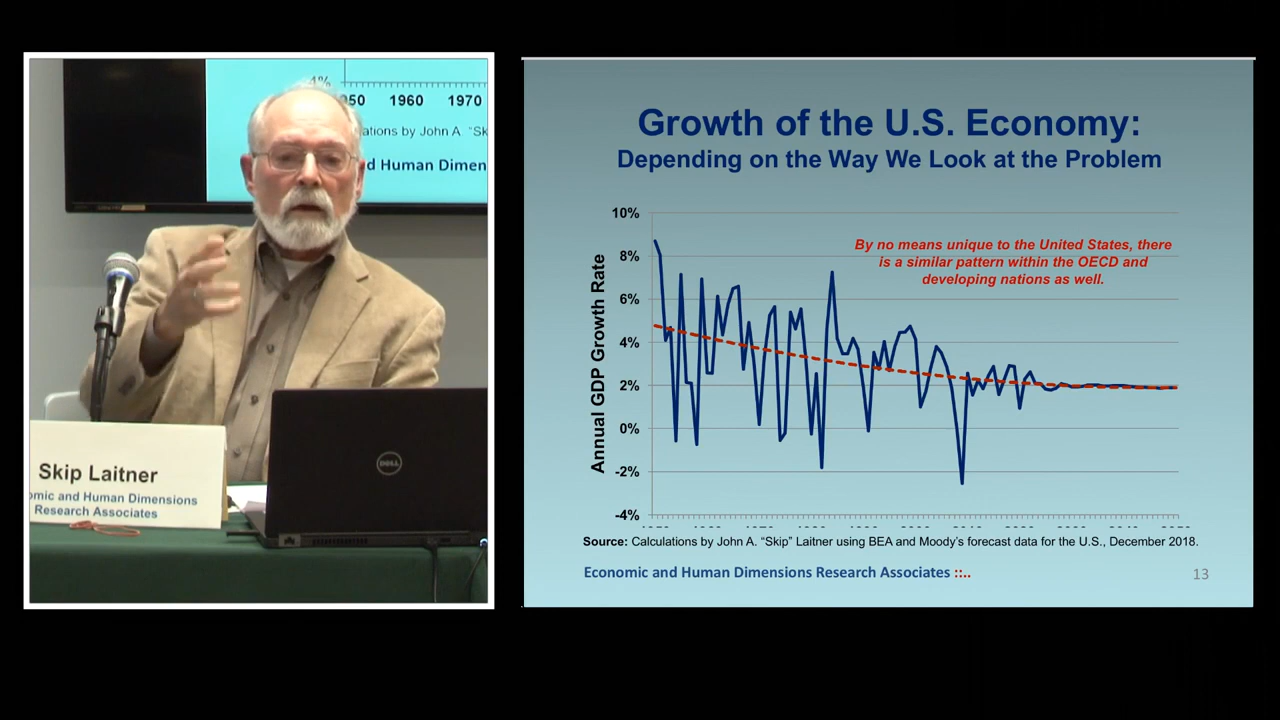 1%
50 1960 1970
ations by John A. “Sk
d Human Dimen
DELL
Skip Laitner
omic and Human Dimensions
Research Associates
Growth of the U.S. Economy:
Depending on the Way We Look at the Problem
Annual GDP Growth Rate
10%
8%
6%
4%
2%
0%
-2%
-4%
By no means unique to the United States, there
is a similar pattern within the OECD and
developing nations as well.
Source: Calculations by John A. “Skip” Laitner using BEA and Moody’s forecast data for the U.S., December 2018.
Economic and Human Dimensions Research Associates ::..
13